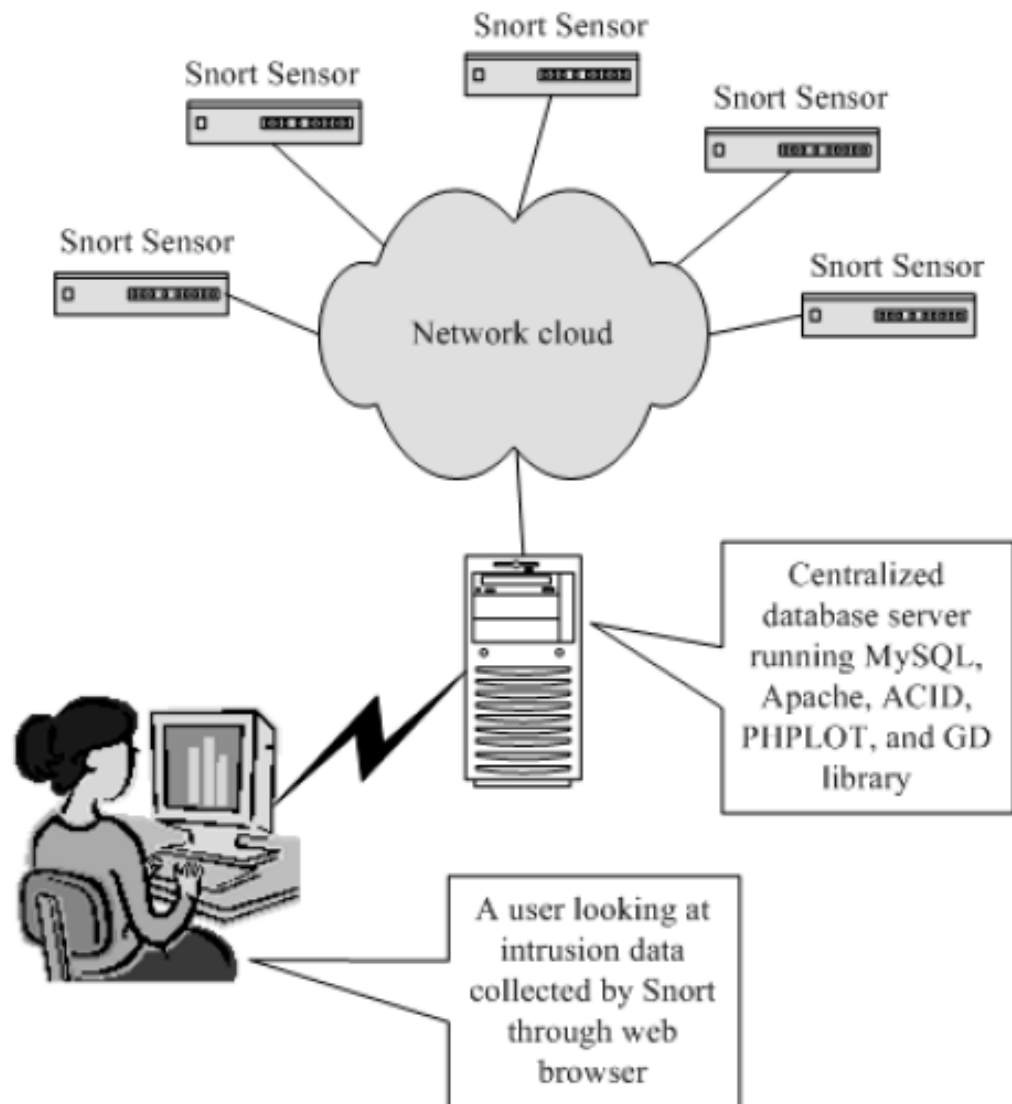 Snort Sensor
Snort Sensor
Snort Sensor
Snort Sensor
Snort Sensor
Network cloud
Centralized
database server
running MySQL,
Apache, ACID,
PHPLOT, and GD
library
A user looking at
intrusion data
collected by Snort
through web
browser